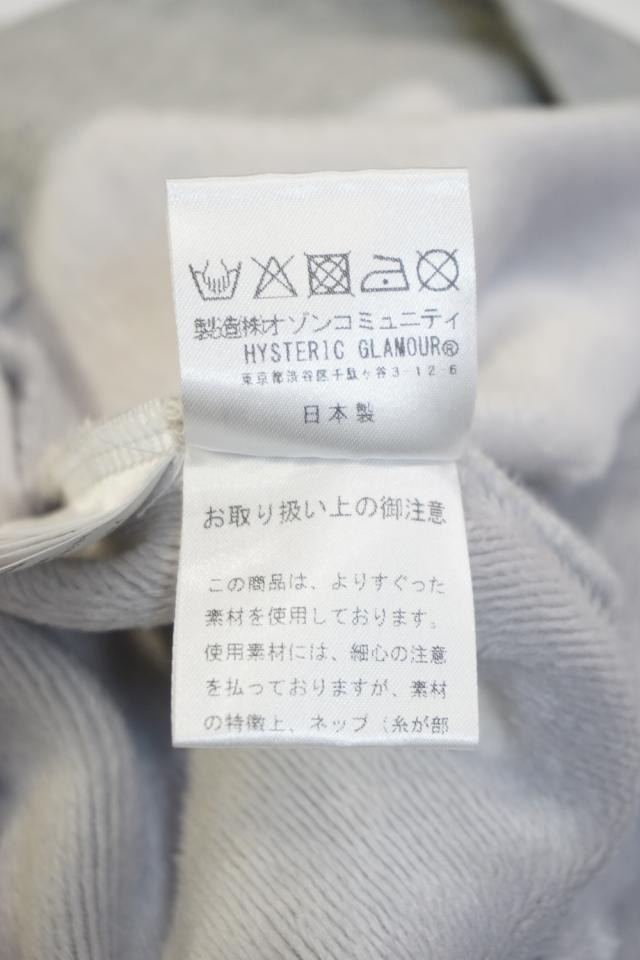 製造㈱オゾンコミュニティ
HYSTERIC GLAMOUR®
東京都渋谷区千駄ヶ谷3-12-6
日本製
お取り扱い上の御注意
この商品は、よりすぐった
素材を使用しております。
使用素材には、細心の注意
を払っておりますが、素材
の特徴上、ネップ（糸が部